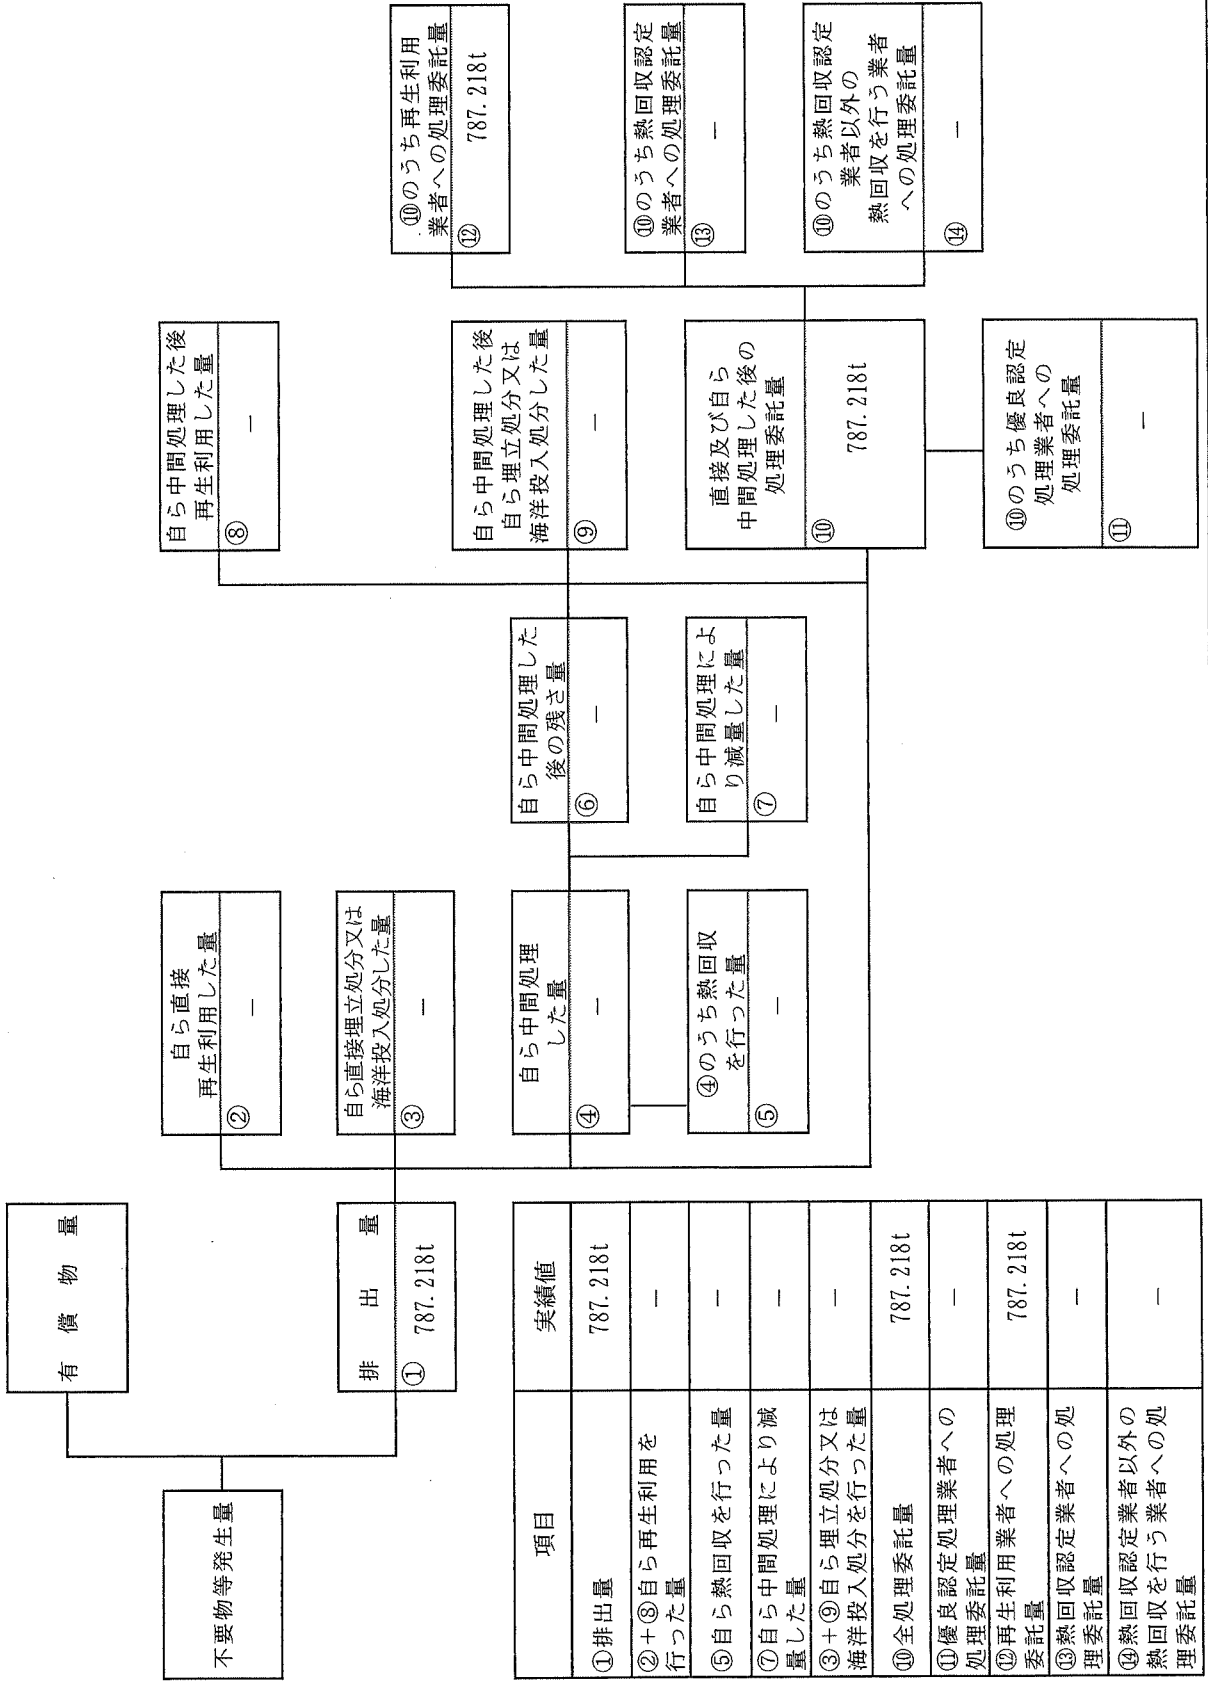 不要物等発生量
有償物量
排出量
① 787.218t
自ら直接
再生利用した量
②
－
自ら直接埋立処分又は
海洋投入処分した量
③
－
自ら中間処理
した量
④
－
④のうち熱回収
を行った量
⑤
－
自ら中間処理した
後の残さ量
⑥
－
自ら中間処理によ
り減量した量
⑦
－
自ら中間処理した後
再生利用した量
⑧
－
自ら中間処理した後
自ら埋立処分又は
海洋投入処分した量
⑨
－
直接及び自ら
中間処理した後の
処理委託量
⑩
787.218t
⑩のうち優良認定
処理業者への
処理委託量
⑪
－
⑩のうち再生利用
業者への処理委託量
⑫
787.218t
⑩のうち熱回収認定
業者への処理委託量
⑬
－
⑩のうち熱回収認定
業者以外の
熱回収を行う業者
への処理委託量
⑭
－
項目 実績値
①排出量 787.218t
②＋⑧自ら再生利用を
行った量
－
⑤自ら熱回収を行った量 －
⑦自ら中間処理により減
量した量
－
③＋⑨自ら埋立処分又は
海洋投入処分を行った量
－
⑩全処理委託量 787.218t
⑪優良認定処理業者への
処理委託量
－
⑫再生利用業者への処理
委託量
787.218t
⑬熱回収認定業者への処
理委託量
－
⑭熱回収認定業者以外の
熱回収を行う業者への処
理委託量
－